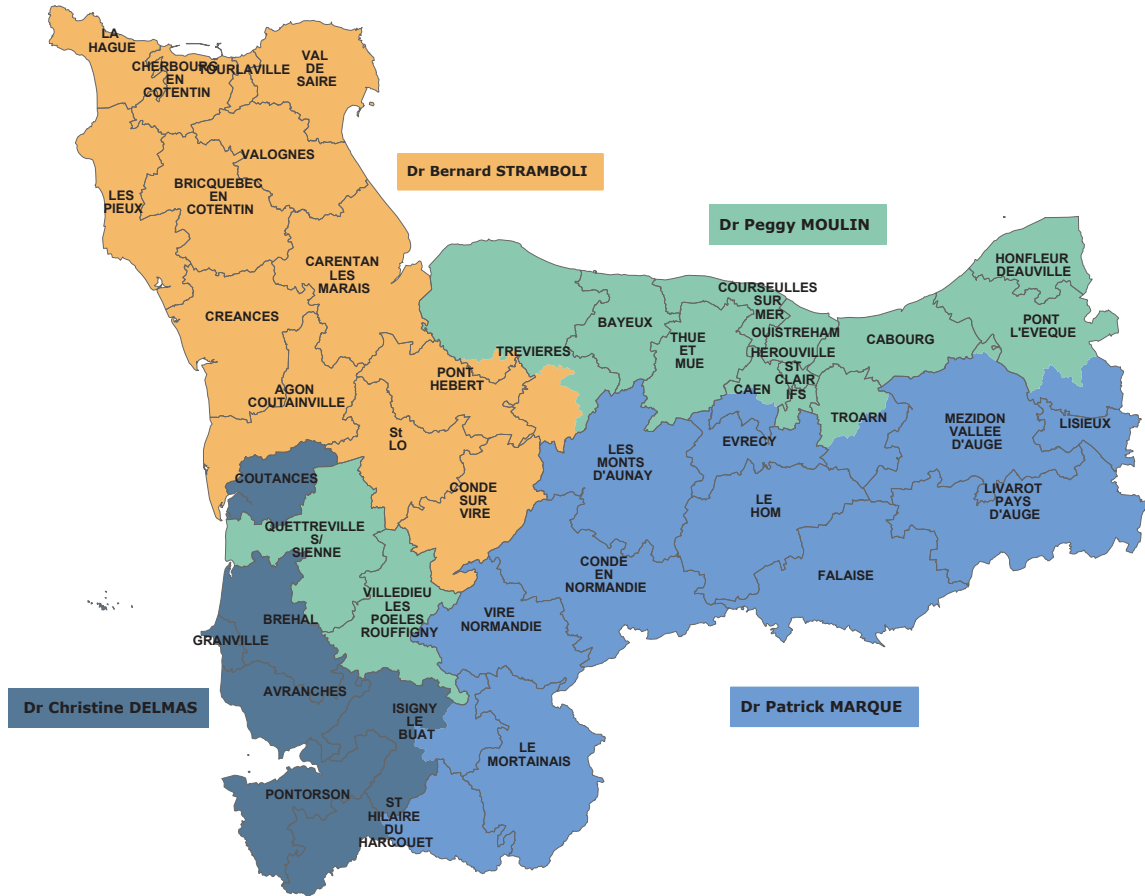 LA
HAGUE
CHERBOURG
EN
COTENTIN
TOURLAVILLE
VAL
DE
SAIRE
VALOGNES
LES
PIEUX
BRICQUEBEC
EN
COTENTIN
Dr Bernard STRAMBOLI
Dr Peggy MOULIN
CARENTAN
LES
MARAIS
CREANCES
HONFLEUR
DEAUVILLE
COURSEULLES
SUR
MER
BAYEUX
THUE
ET
MUE
OUISTREHAM
CABOURG
PONT
L'EVEQUE
TREVIERES
PONT
HEBERT
HEROUVILLE
ST
CLAIR
CAEN
IFS
AGON
COUTAINVILLE
TROARN
MEZIDON
VALLEE
D'AUGE
LISIEUX
St
LO
EVRECY
LES
MONTS
D'AUNAY
COUTANCES
CONDE
SUR
VIRE
LE
HOM
LIVAROT
PAYS
D'AUGE
QUETTREVILLE
S/
SIENNE
CONDE
EN
NORMANDIE
FALAISE
VILLEDIEU
LES
POELES
ROUFFIGNY
VIRE
NORMANDIE
BREHAL
GRANVILLE
AVRANCHES
Dr Christine DELMAS
Dr Patrick MARQUE
ISIGNY
LE
BUAT
LE
MORTAINAIS
PONTORSON
ST
HILAIRE
DU
HARCOUET